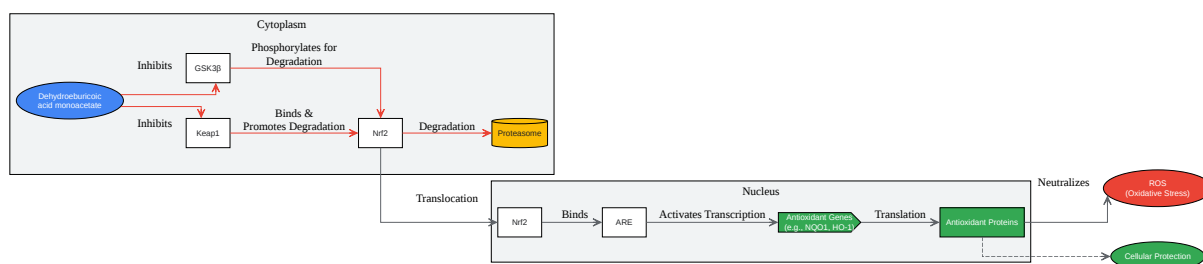 Cytoplasm
Phosphorylates for
Degradation
Inhibits
GSK3β
Dehydroeburicoic
acid monoacetate
Inhibits
Keap1
Binds &
Promotes Degradation
Nrf2
Degradation
Proteasome
Translocation
Nucleus
Nrf2
Binds
ARE
Activates Transcription
Antioxidant Genes
(e.g., NQO1, HO-1)
Translation
Antioxidant Proteins
Neutralizes
ROS
(Oxidative Stress)
Cellular Protection